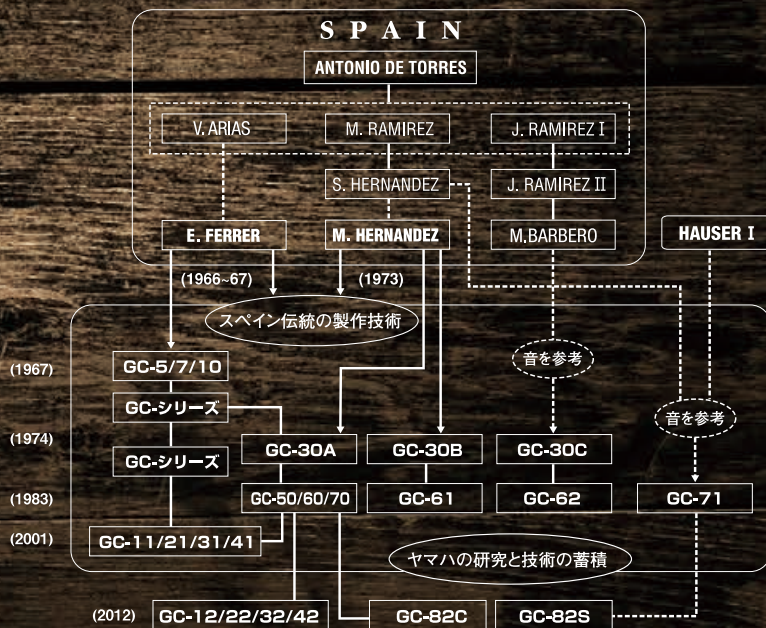 SPAIN
ANTONIO DE TORRES
V. ARIAS
M. RAMIREZ
J. RAMIREZ I
S. HERNANDEZ
J. RAMIREZ II
E. FERRER
M. HERNANDEZ
M.BARBERO
HAUSER I
(1966~67)
(1973)
スペイン伝統の製作技術
(1967)
GC-5/7/10
音を参考
GC-シリーズ
音を参考
(1974)
GC-シリーズ
GC-30A
GC-30B
GC-30C
(1983)
GC-50/60/70
GC-61
GC-62
GC-71
(2001)
GC-11/21/31/41
ヤマハの研究と技術の蓄積
(2012)
GC-12/22/32/42
GC-82C
GC-82S